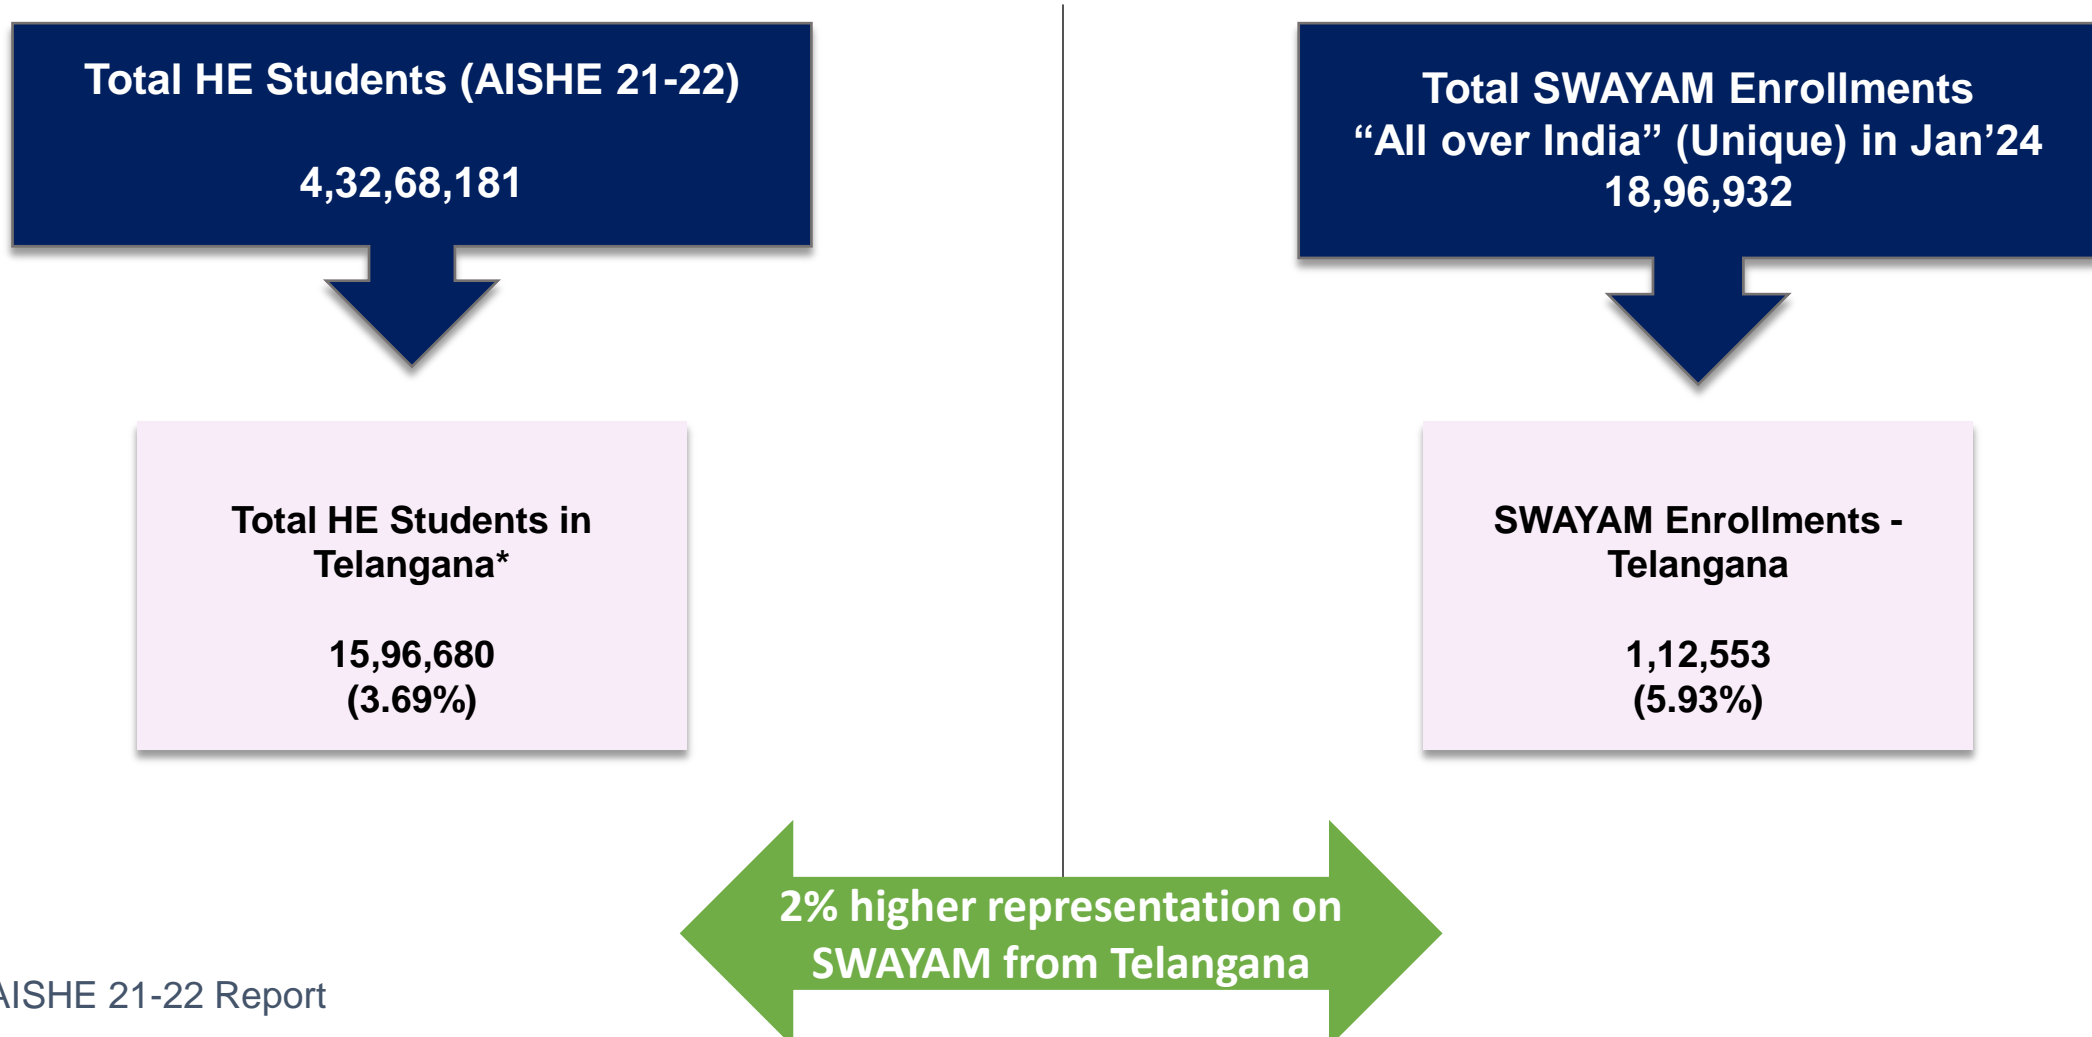 Total HE Students (AISHE 21-22)
4,32,68,181
Total HE Students in
Telangana*
15,96,680
(3.69%)
Total SWAYAM Enrollments
“All over India” (Unique) in Jan’24
18,96,932
SWAYAM Enrollments -
Telangana
1,12,553
(5.93%)
2% higher representation on
SWAYAM from Telangana
AISHE 21-22 Report